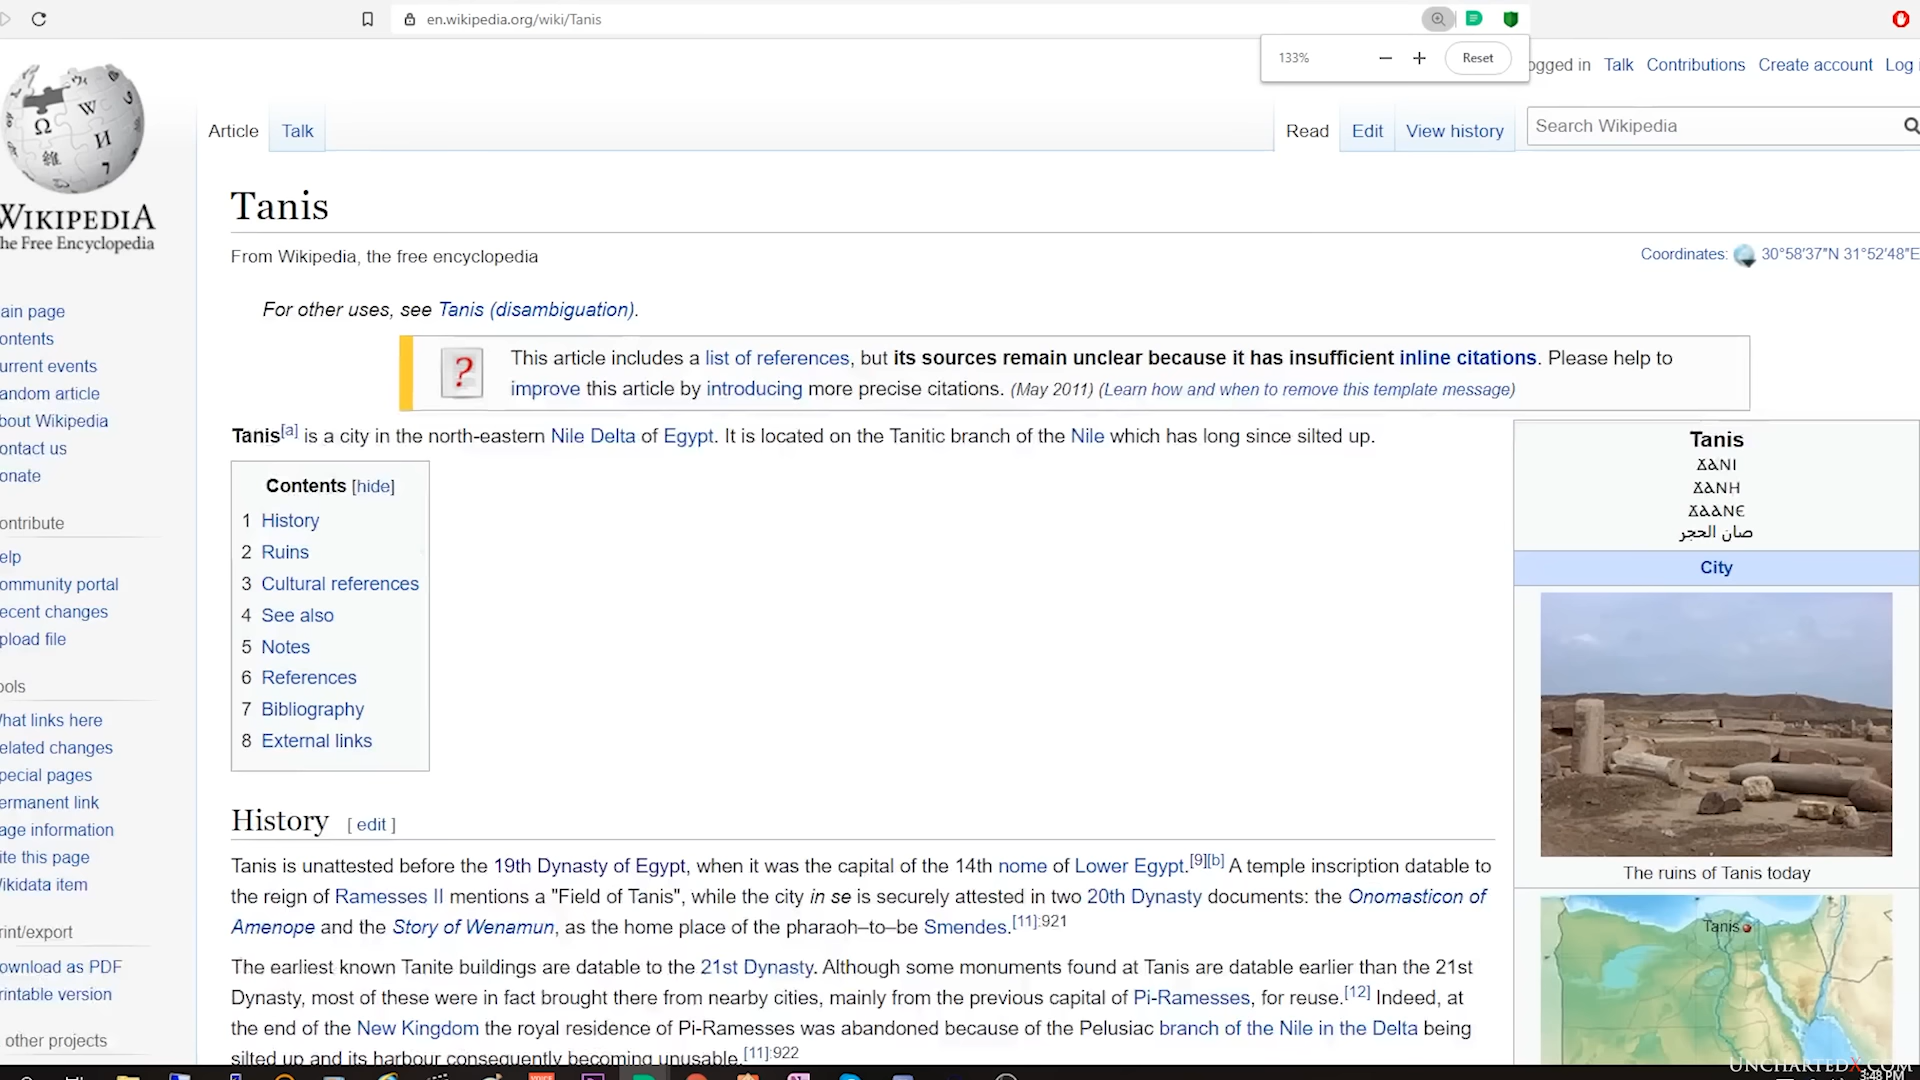 en.wikipedia.org/wiki/Tanis
133%
Reset
ogged in Talk Contributions Create account Log
WIKIPEDIA
he Free Encyclopedia
Article Talk
Read Edit View history
Search Wikipedia
Tanis
From Wikipedia, the free encyclopedia
Coordinates: 30°58′37″N 31°52′48″E
For other uses, see Tanis (disambiguation).
This article includes a list of references, but its sources remain unclear because it has insufficient inline citations. Please help to
improve this article by introducing more precise citations. (May 2011) (Learn how and when to remove this template message)
Tanis[a] is a city in the north-eastern Nile Delta of Egypt. It is located on the Tanitic branch of the Nile which has long since silted up.
Contents [hide]
1 History
2 Ruins
3 Cultural references
4 See also
5 Notes
6 References
7 Bibliography
8 External links
History [ edit ]
Tanis is unattested before the 19th Dynasty of Egypt, when it was the capital of the 14th nome of Lower Egypt.[9][b] A temple inscription datable to
the reign of Ramesses II mentions a "Field of Tanis", while the city in se is securely attested in two 20th Dynasty documents: the Onomasticon of
Amenope and the Story of Wenamun, as the home place of the pharaoh–to–be Smendes.[11]:921
The earliest known Tanite buildings are datable to the 21st Dynasty. Although some monuments found at Tanis are datable earlier than the 21st
Dynasty, most of these were in fact brought there from nearby cities, mainly from the previous capital of Pi-Ramesses, for reuse.[12] Indeed, at
the end of the New Kingdom the royal residence of Pi-Ramesses was abandoned because of the Pelusiac branch of the Nile in the Delta being
silted up and its harbour consequently becoming unusable.[11]:922
Tanis
ϪⲀⲚⲒ
ϪⲀⲚⲎ
ϪⲀⲀⲚⲈ
صان الحجر
City
The ruins of Tanis today
Tanis
ain page
ontents
urrent events
andom article
bout Wikipedia
ontact us
onate
ontribute
elp
ommunity portal
ecent changes
pload file
ools
hat links here
elated changes
pecial pages
ermanent link
age information
ite this page
ikidata item
rint/export
ownload as PDF
rintable version
other projects
UNCHARTEDX.COM
3:48 PM